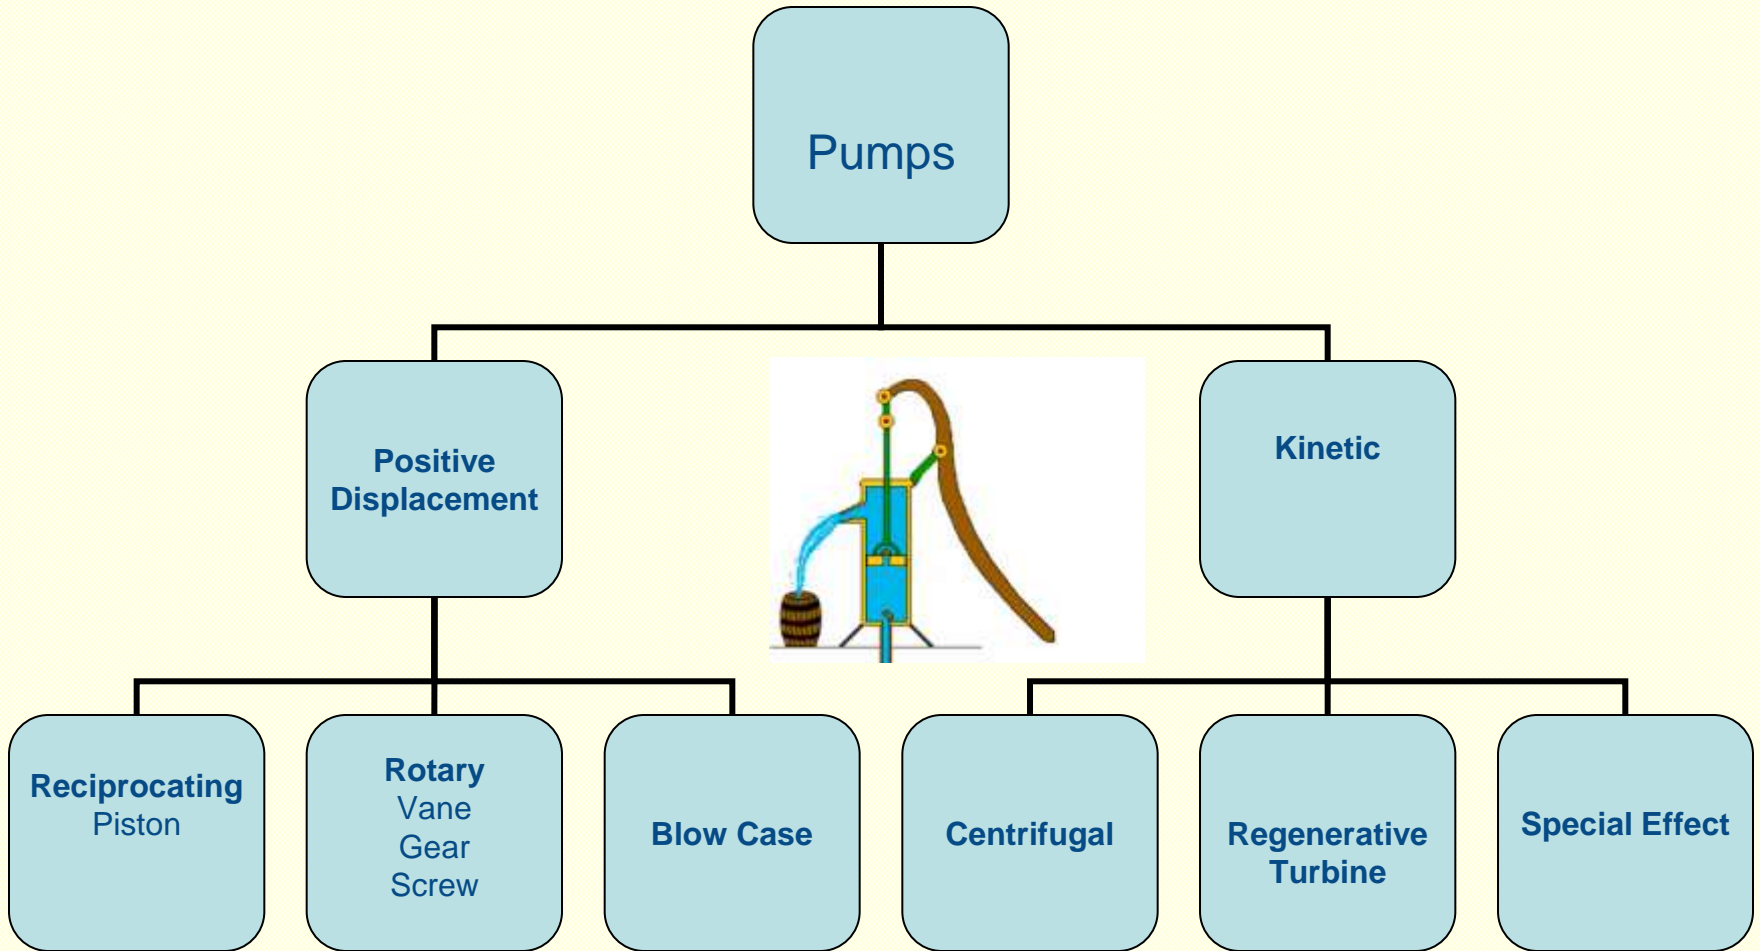 Pumps
Positive
Displacement
Kinetic
Reciprocating
Piston
Rotary
Vane
Gear
Screw
Blow Case
Centrifugal
Regenerative
Turbine
Special Effect